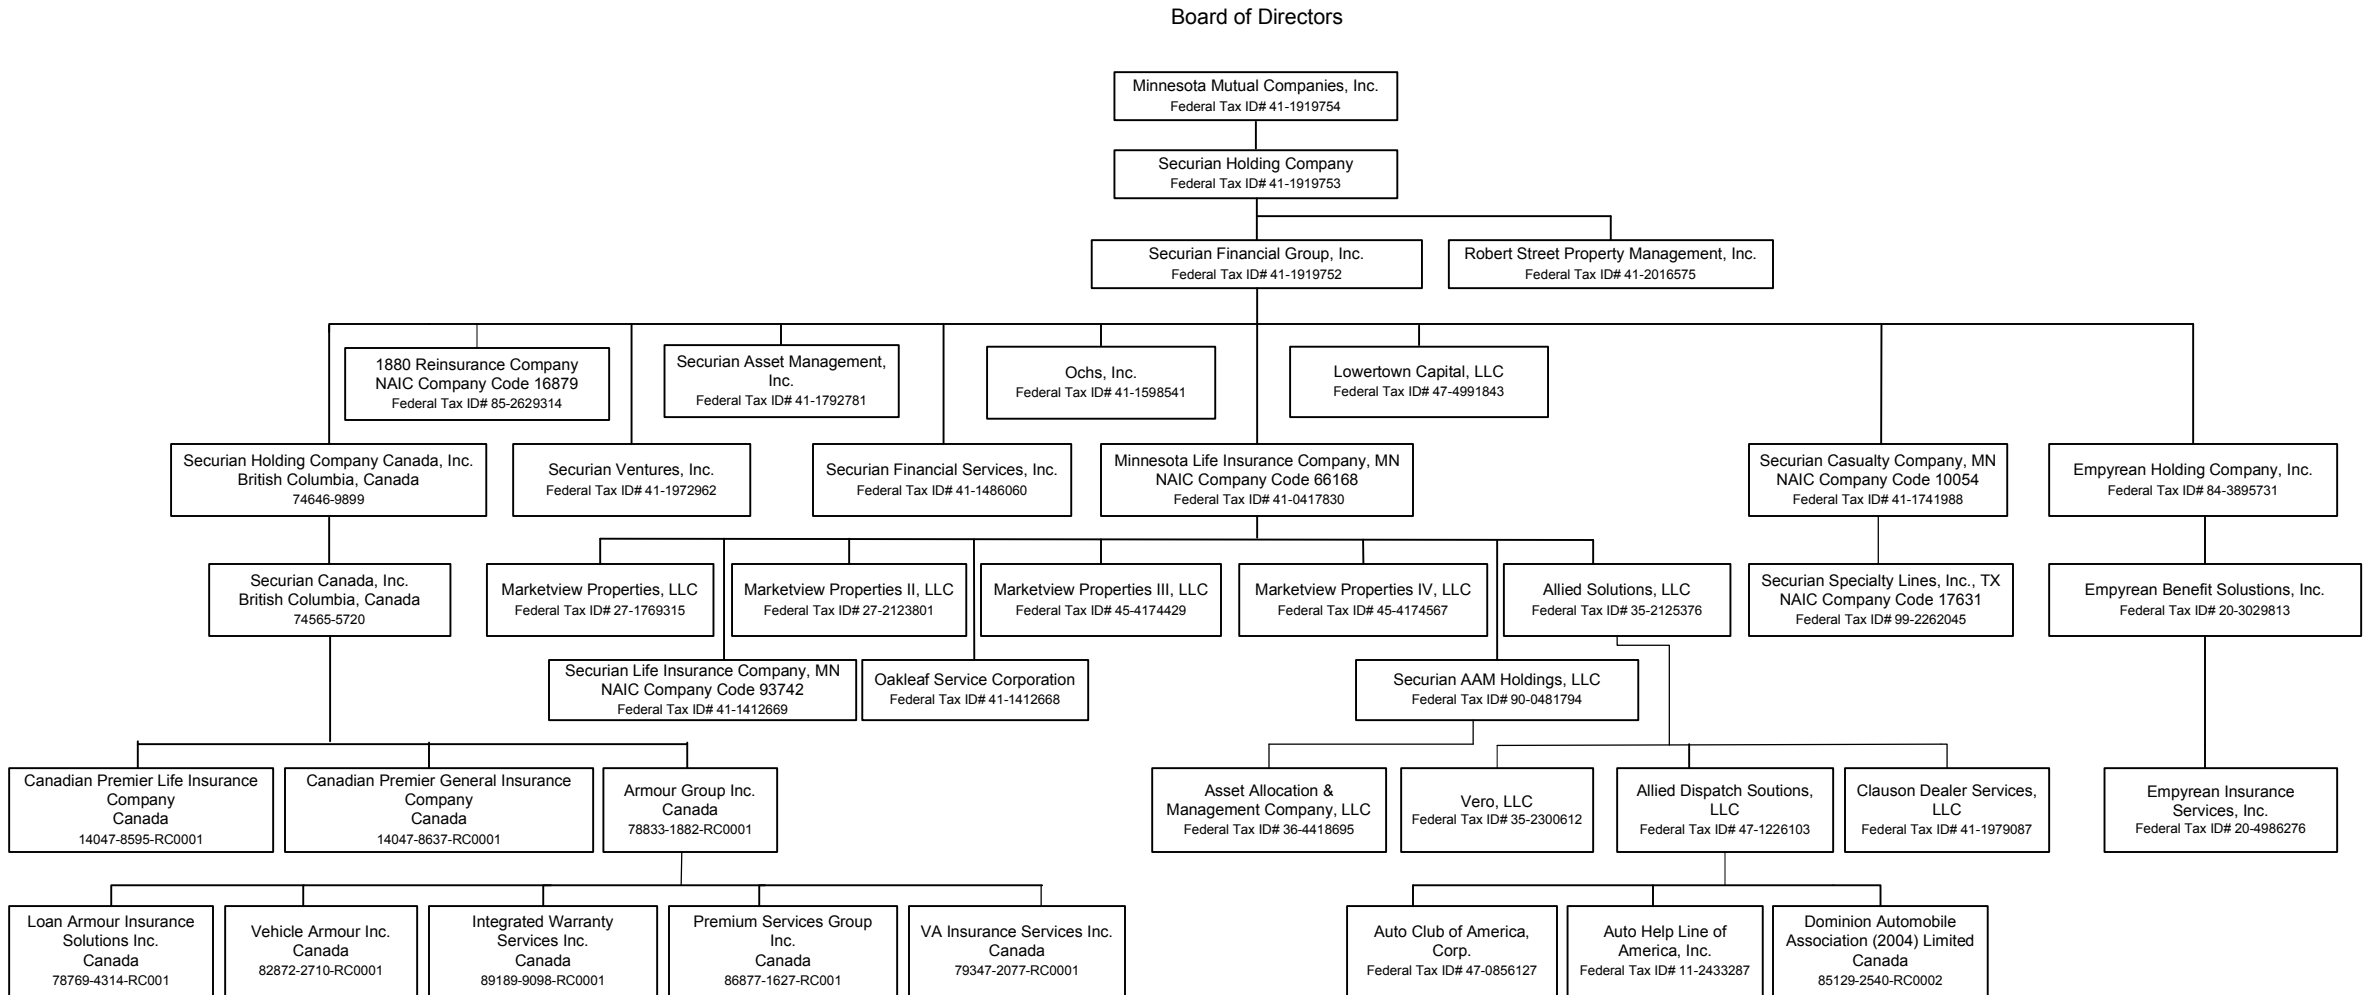 Board of Directors
Minnesota Mutual Companies, Inc.
Federal Tax ID# 41-1919754
Securian Holding Company
Federal Tax ID# 41-1919753
Securian Financial Group, Inc.
Federal Tax ID# 41-1919752
Robert Street Property Management, Inc.
Federal Tax ID# 41-2016575
1880 Reinsurance Company
NAIC Company Code 16879
Federal Tax ID# 85-2629314
Securian Asset Management,
Inc.
Federal Tax ID# 41-1792781
Ochs, Inc.
Federal Tax ID# 41-1598541
Lowertown Capital, LLC
Federal Tax ID# 47-4991843
Securian Holding Company Canada, Inc.
British Columbia, Canada
74646-9899
Securian Ventures, Inc.
Federal Tax ID# 41-1972962
Securian Financial Services, Inc.
Federal Tax ID# 41-1486060
Minnesota Life Insurance Company, MN
NAIC Company Code 66168
Federal Tax ID# 41-0417830
Securian Casualty Company, MN
NAIC Company Code 10054
Federal Tax ID# 41-1741988
Empyrean Holding Company, Inc.
Federal Tax ID# 84-3895731
Securian Canada, Inc.
British Columbia, Canada
74565-5720
Marketview Properties, LLC
Federal Tax ID# 27-1769315
Marketview Properties II, LLC
Federal Tax ID# 27-2123801
Marketview Properties III, LLC
Federal Tax ID# 45-4174429
Marketview Properties IV, LLC
Federal Tax ID# 45-4174567
Allied Solutions, LLC
Federal Tax ID# 35-2125376
Securian Specialty Lines, Inc., TX
NAIC Company Code 17631
Federal Tax ID# 99-2262045
Empyrean Benefit Solustions, Inc.
Federal Tax ID# 20-3029813
Securian Life Insurance Company, MN
NAIC Company Code 93742
Federal Tax ID# 41-1412669
Oakleaf Service Corporation
Federal Tax ID# 41-1412668
Securian AAM Holdings, LLC
Federal Tax ID# 90-0481794
Canadian Premier Life Insurance
Company
Canada
14047-8595-RC0001
Canadian Premier General Insurance
Company
Canada
14047-8637-RC0001
Armour Group Inc.
Canada
78833-1882-RC0001
Asset Allocation &
Management Company, LLC
Federal Tax ID# 36-4418695
Vero, LLC
Federal Tax ID# 35-2300612
Allied Dispatch Soutions,
LLC
Federal Tax ID# 47-1226103
Clauson Dealer Services,
LLC
Federal Tax ID# 41-1979087
Empyrean Insurance
Services, Inc.
Federal Tax ID# 20-4986276
Loan Armour Insurance
Solutions Inc.
Canada
78769-4314-RC001
Vehicle Armour Inc.
Canada
82872-2710-RC0001
Integrated Warranty
Services Inc.
Canada
89189-9098-RC0001
Premium Services Group
Inc.
Canada
86877-1627-RC001
VA Insurance Services Inc.
Canada
79347-2077-RC0001
Auto Club of America,
Corp.
Federal Tax ID# 47-0856127
Auto Help Line of
America, Inc.
Federal Tax ID# 11-2433287
Dominion Automobile
Association (2004) Limited
Canada
85129-2540-RC0002